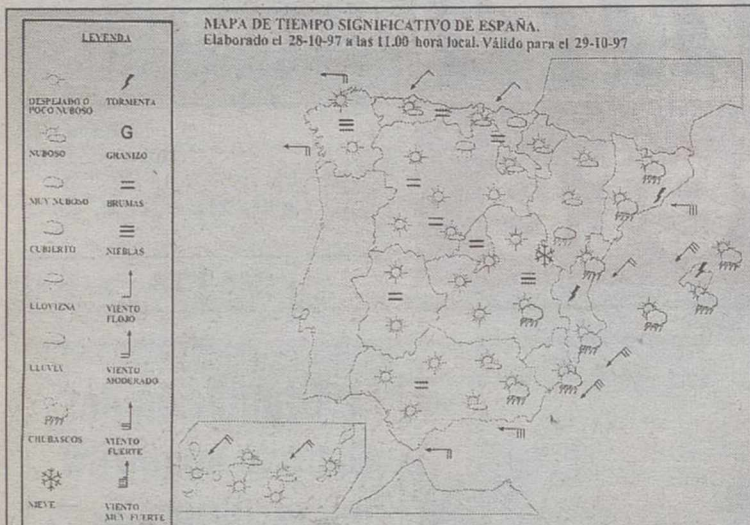 MAPA DE TIEMPO SIGNIFICATIVO DE ESPAÑA.
Elaborado el 28-10-97 a las 11.00 hora local. Válido para el 29-10-97
LEYENDA
DESPEJADO O
POCO NUBOSO
TORMENTA
NUBOSO
G
GRANIZO
MUY NUBOSO
BRUMAS
CUBIERTO
NIEBLAS
LLOVIZNA
VIENTO
FLOJO
LLUVIA
VIENTO
MODERADO
CHUBASCOS
VIENTO
FUERTE
NIEVE
VIENTO
MUY FUERTE